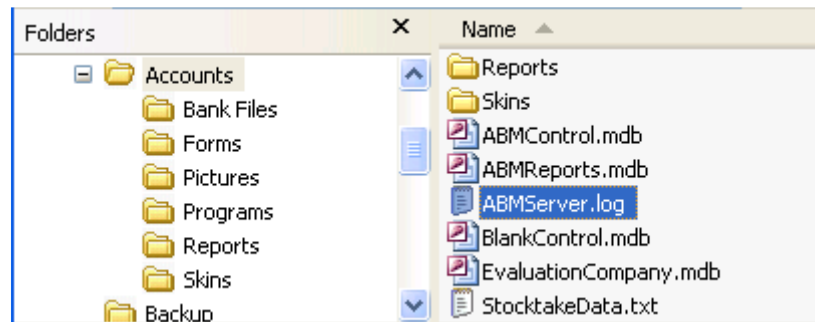 Folders
Accounts
Bank Files
Forms
Pictures
Programs
Reports
Skins
Backup
Name
Reports
Skins
ABMControl.mdb
ABMReports.mdb
ABMServer.log
BlankControl.mdb
EvaluationCompany.mdb
StocktakeData.txt